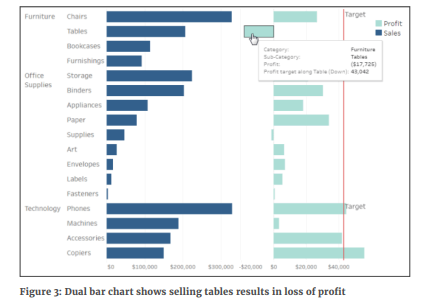 Furniture Chairs Target
Profit
Tables Sales
Bookcases
Category: Furniture
Sub-Category: Tables
Furnishings
Profit: ($17,725)
Profit target along Table (Down): 43,042
Office Supplies Storage
Binders
Appliances
Paper
Supplies
Art
Envelopes
Labels
Fasteners
Technology Phones Target
Machines
Accessories
Copiers
$0 $100,000 $200,000 $300,000 -$20,000 $0 $20,000 $40,000
Figure 3: Dual bar chart shows selling tables results in loss of profit